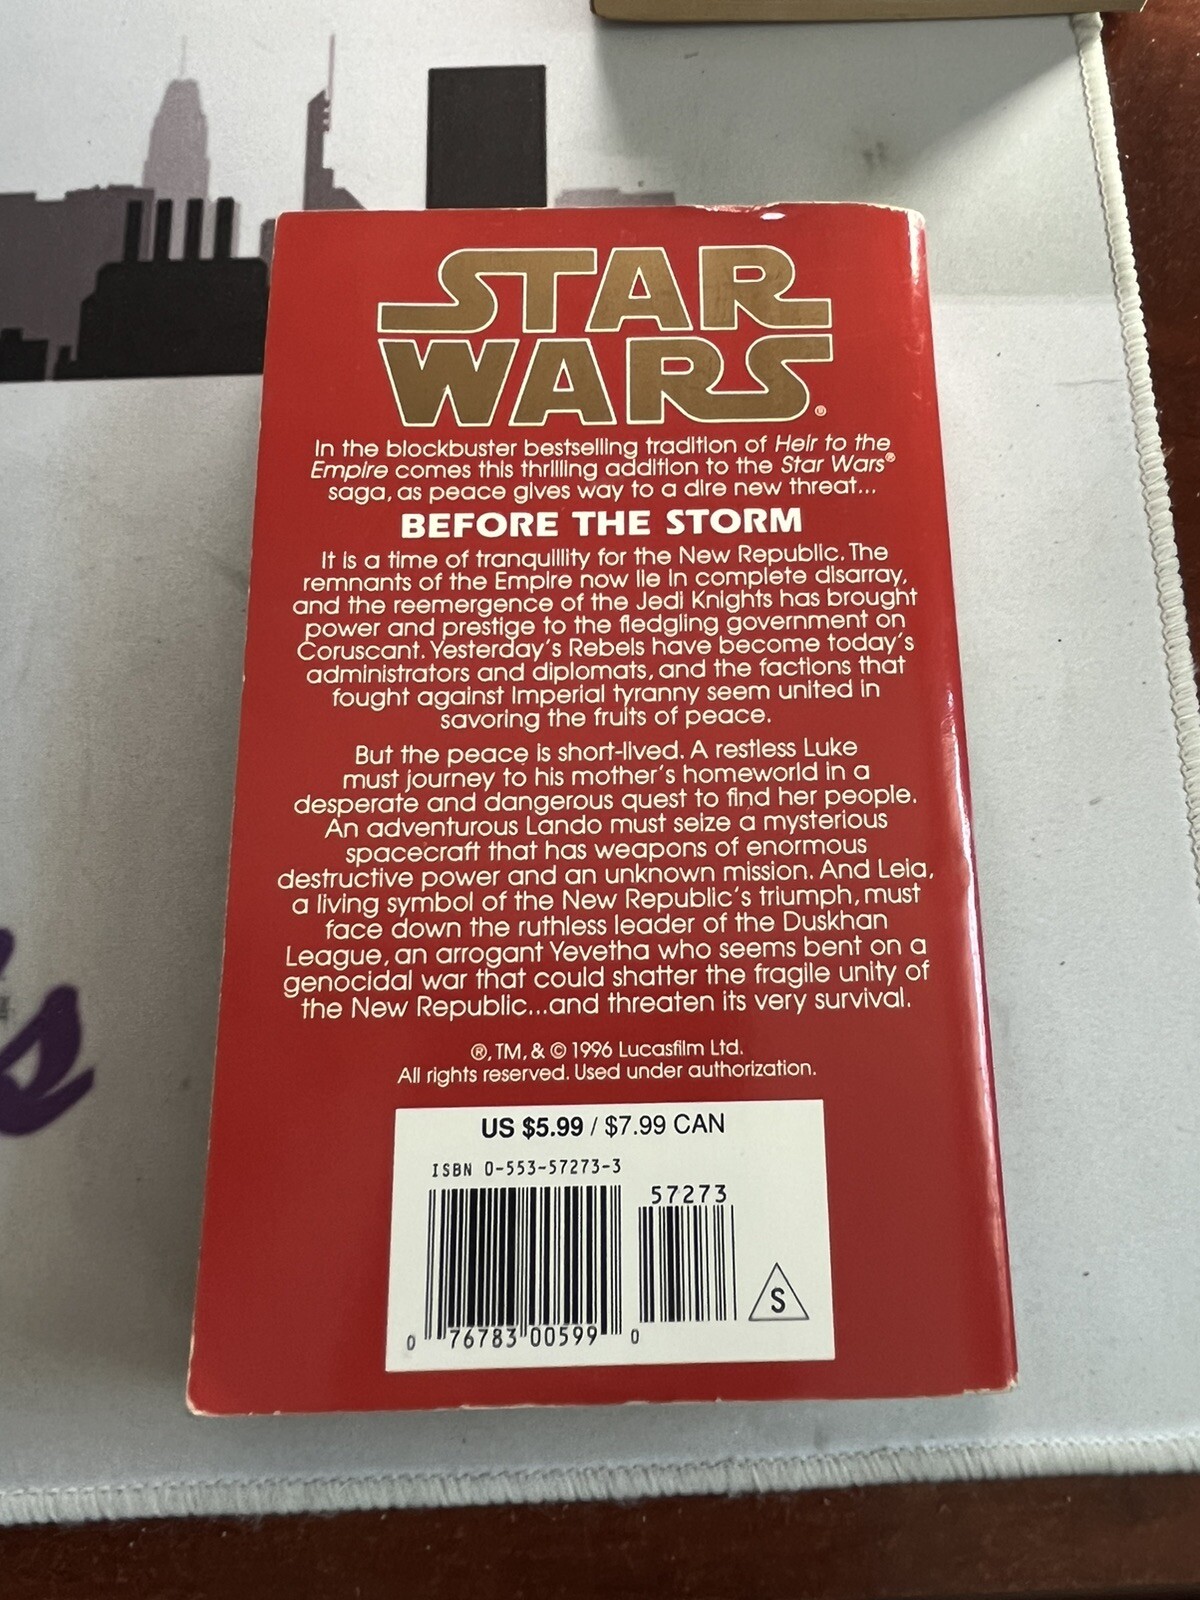 STAR
WARS®
In the blockbuster bestselling tradition of Heir to the
Empire comes this thrilling addition to the Star Wars®
saga, as peace gives way to a dire new threat...
BEFORE THE STORM
It is a time of tranquillity for the New Republic. The
remnants of the Empire now lie in complete disarray,
and the reemergence of the Jedi Knights has brought
power and prestige to the fledgling government on
Coruscant. Yesterday's Rebels have become today's
administrators and diplomats, and the factions that
fought against Imperial tyranny seem united in
savoring the fruits of peace.
But the peace is short-lived. A restless Luke
must journey to his mother's homeworld in a
desperate and dangerous quest to find her people.
An adventurous Lando must seize a mysterious
spacecraft that has weapons of enormous
destructive power and an unknown mission. And Leia,
a living symbol of the New Republic's triumph, must
face down the ruthless leader of the Duskhan
League, an arrogant Yevetha who seems bent on a
genocidal war that could shatter the fragile unity of
the New Republic...and threaten its very survival.
®, TM, & © 1996 Lucasfilm Ltd.
All rights reserved. Used under authorization.
US $5.99 / $7.99 CAN
ISBN 0-553-57273-3
57273
0 76783 00599 0
S